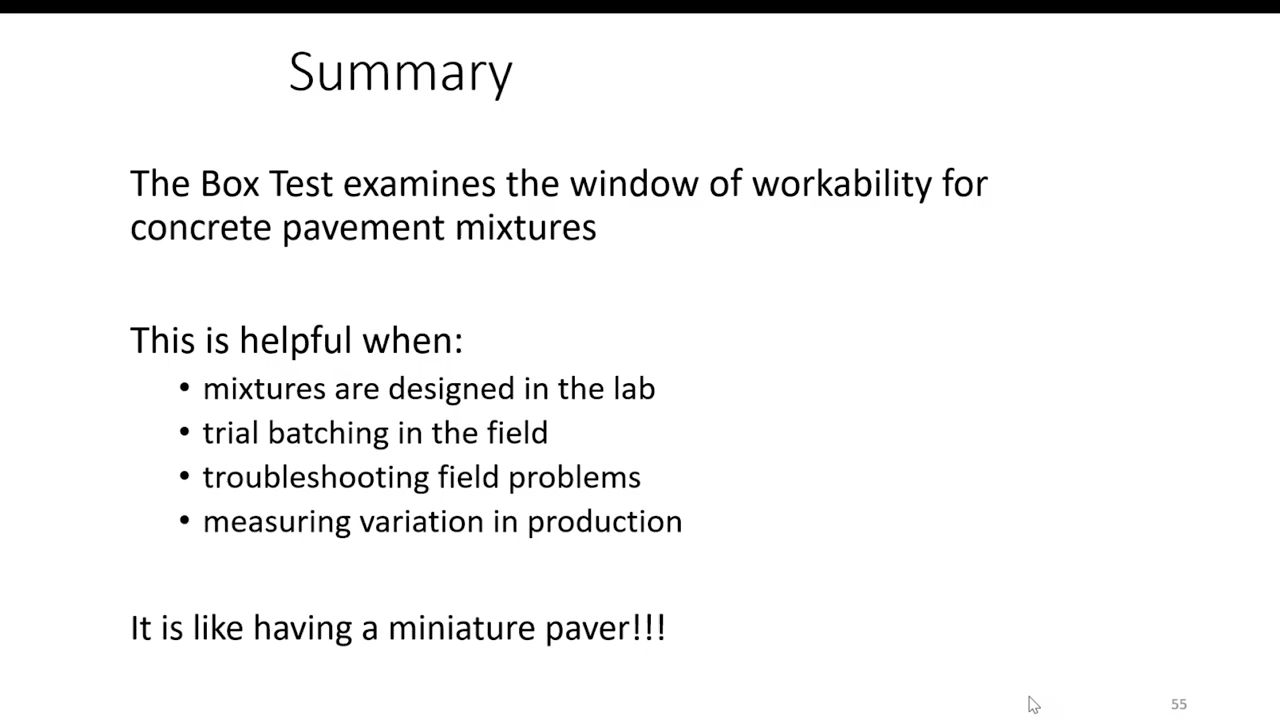 Summary
The Box Test examines the window of workability for
concrete pavement mixtures
This is helpful when:
• mixtures are designed in the lab
• trial batching in the field
• troubleshooting field problems
• measuring variation in production
It is like having a miniature paver!!!
55